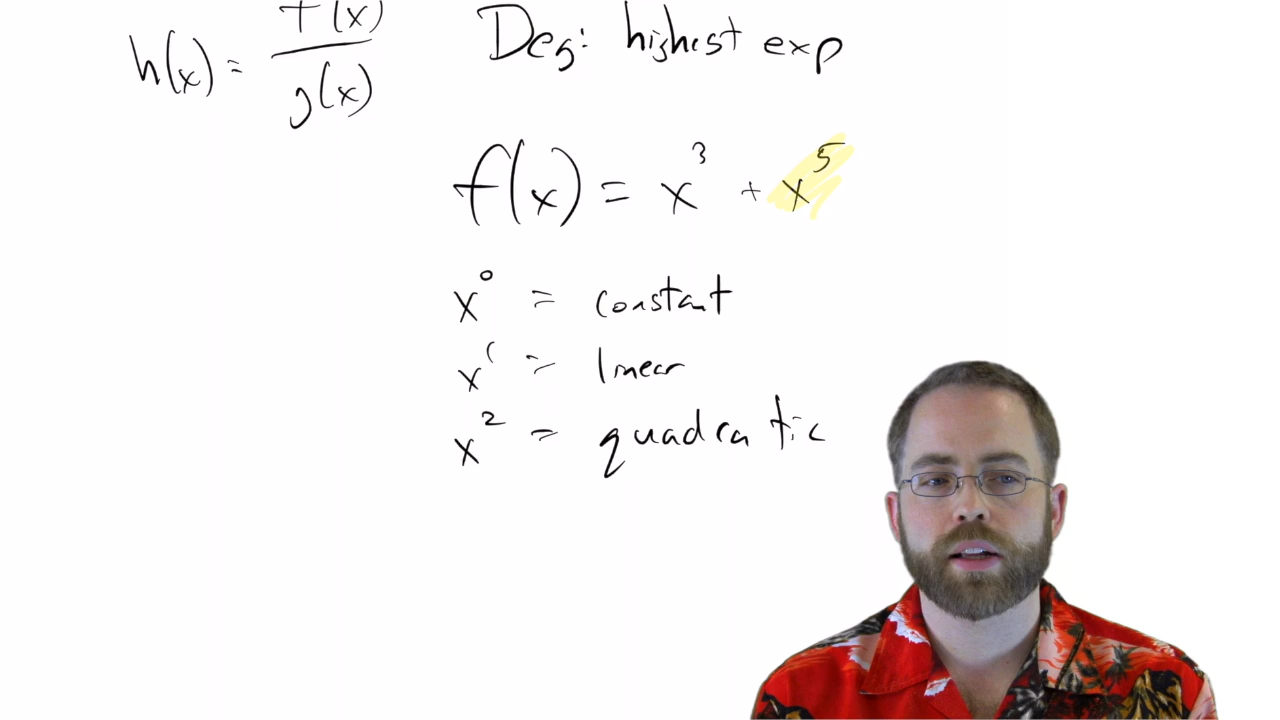 h(x) = f(x) / g(x)
Deg: highest exp
f(x) = x³ + x⁵
x⁰ = constant
x¹ = linear
x² = quadratic